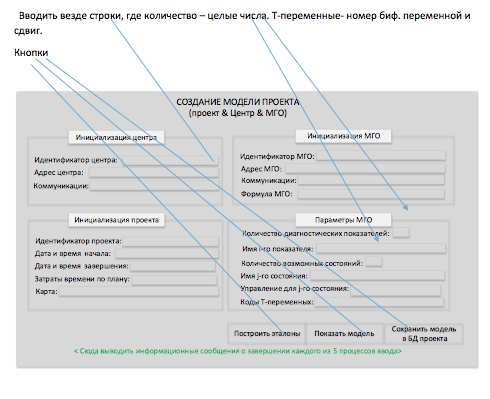 Вводить везде строки, где количество – целые числа. Т-переменные- номер биф. переменной и
сдвиг.
Кнопки
СОЗДАНИЕ МОДЕЛИ ПРОЕКТА
(проект & Центр & МГО)
Инициализация центра
Идентификатор центра:
Адрес центра:
Коммуникации:
Инициализация МГО
Идентификатор МГО:
Адрес МГО:
Коммуникации:
Формула МГО:
Инициализация проекта
Идентификатор проекта:
Дата и время начала:
Дата и время завершения:
Затраты времени по плану:
Карта:
Параметры МГО
Количество диагностических показателей:
Имя i-го показателя:
Количество возможных состояний:
Имя j-го состояния:
Управление для j-го состояния:
Коды Т-переменных:
Построить эталоны
Показать модель
Сохранить модель
в БД проекта
< Сюда выводить информационные сообщения о завершении каждого из 5 процессов ввода>